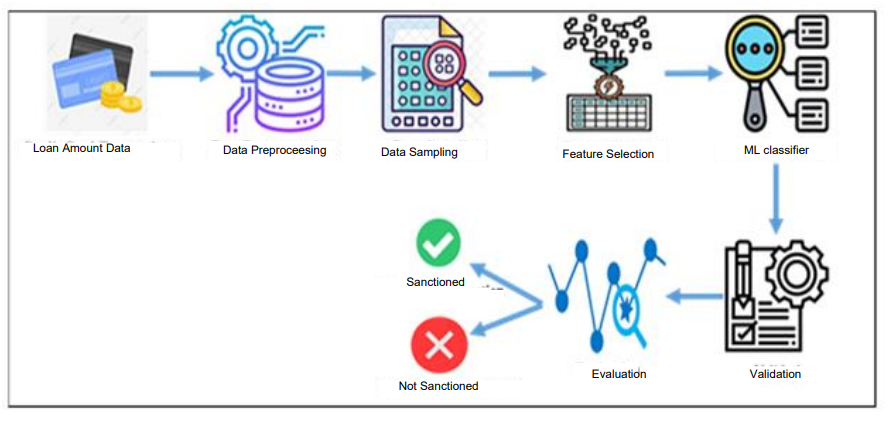 Loan Amount Data
Data Preproceesing
Data Sampling
Feature Selection
ML classifier
Sanctioned
Not Sanctioned
Evaluation
Validation